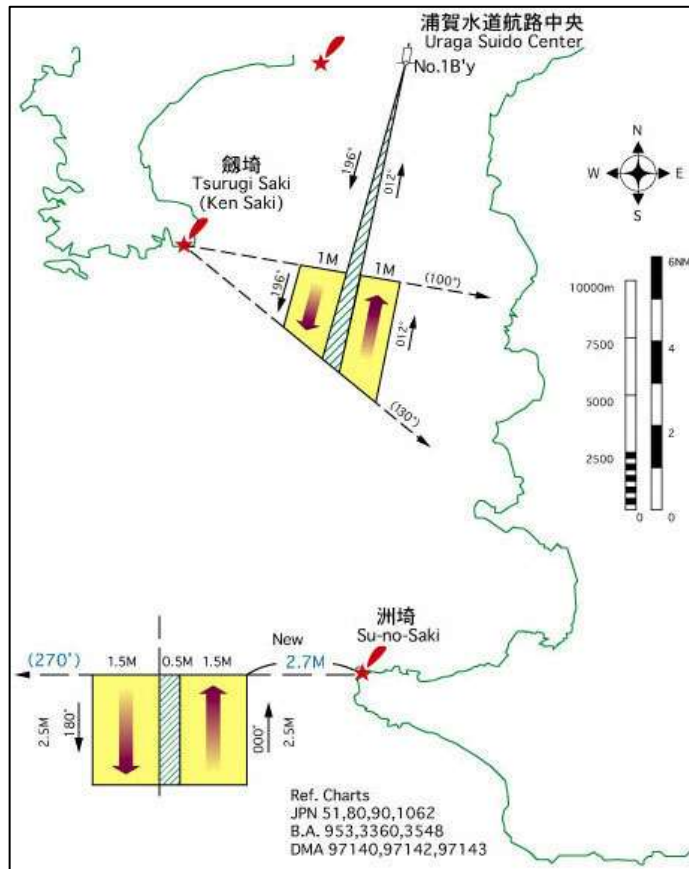 浦賀水道航路中央
Uraga Suido Center
No.1B'y
196°
012°
N
W
E
S
剱埼
Tsurugi Saki
(Ken Saki)
1M
1M
(100°)
196°
012°
(130°)
10000m
7500
5000
2500
0
6NM
4
2
0
洲埼
Su-no-Saki
New
2.7M
(270°)
1.5M
0.5M
1.5M
2.5M
180°
000°
2.5M
Ref. Charts
JPN 51,80,90,1062
B.A. 953,3360,3548
DMA 97140,97142,97143